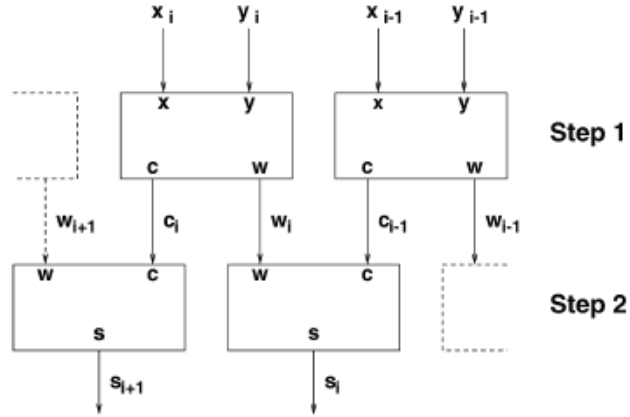 x i y i x i-1 y i-1
x y x y Step 1
c w c w
w i+1 c i w i c i-1 w i-1
w c w c Step 2
s s
s i+1 s i